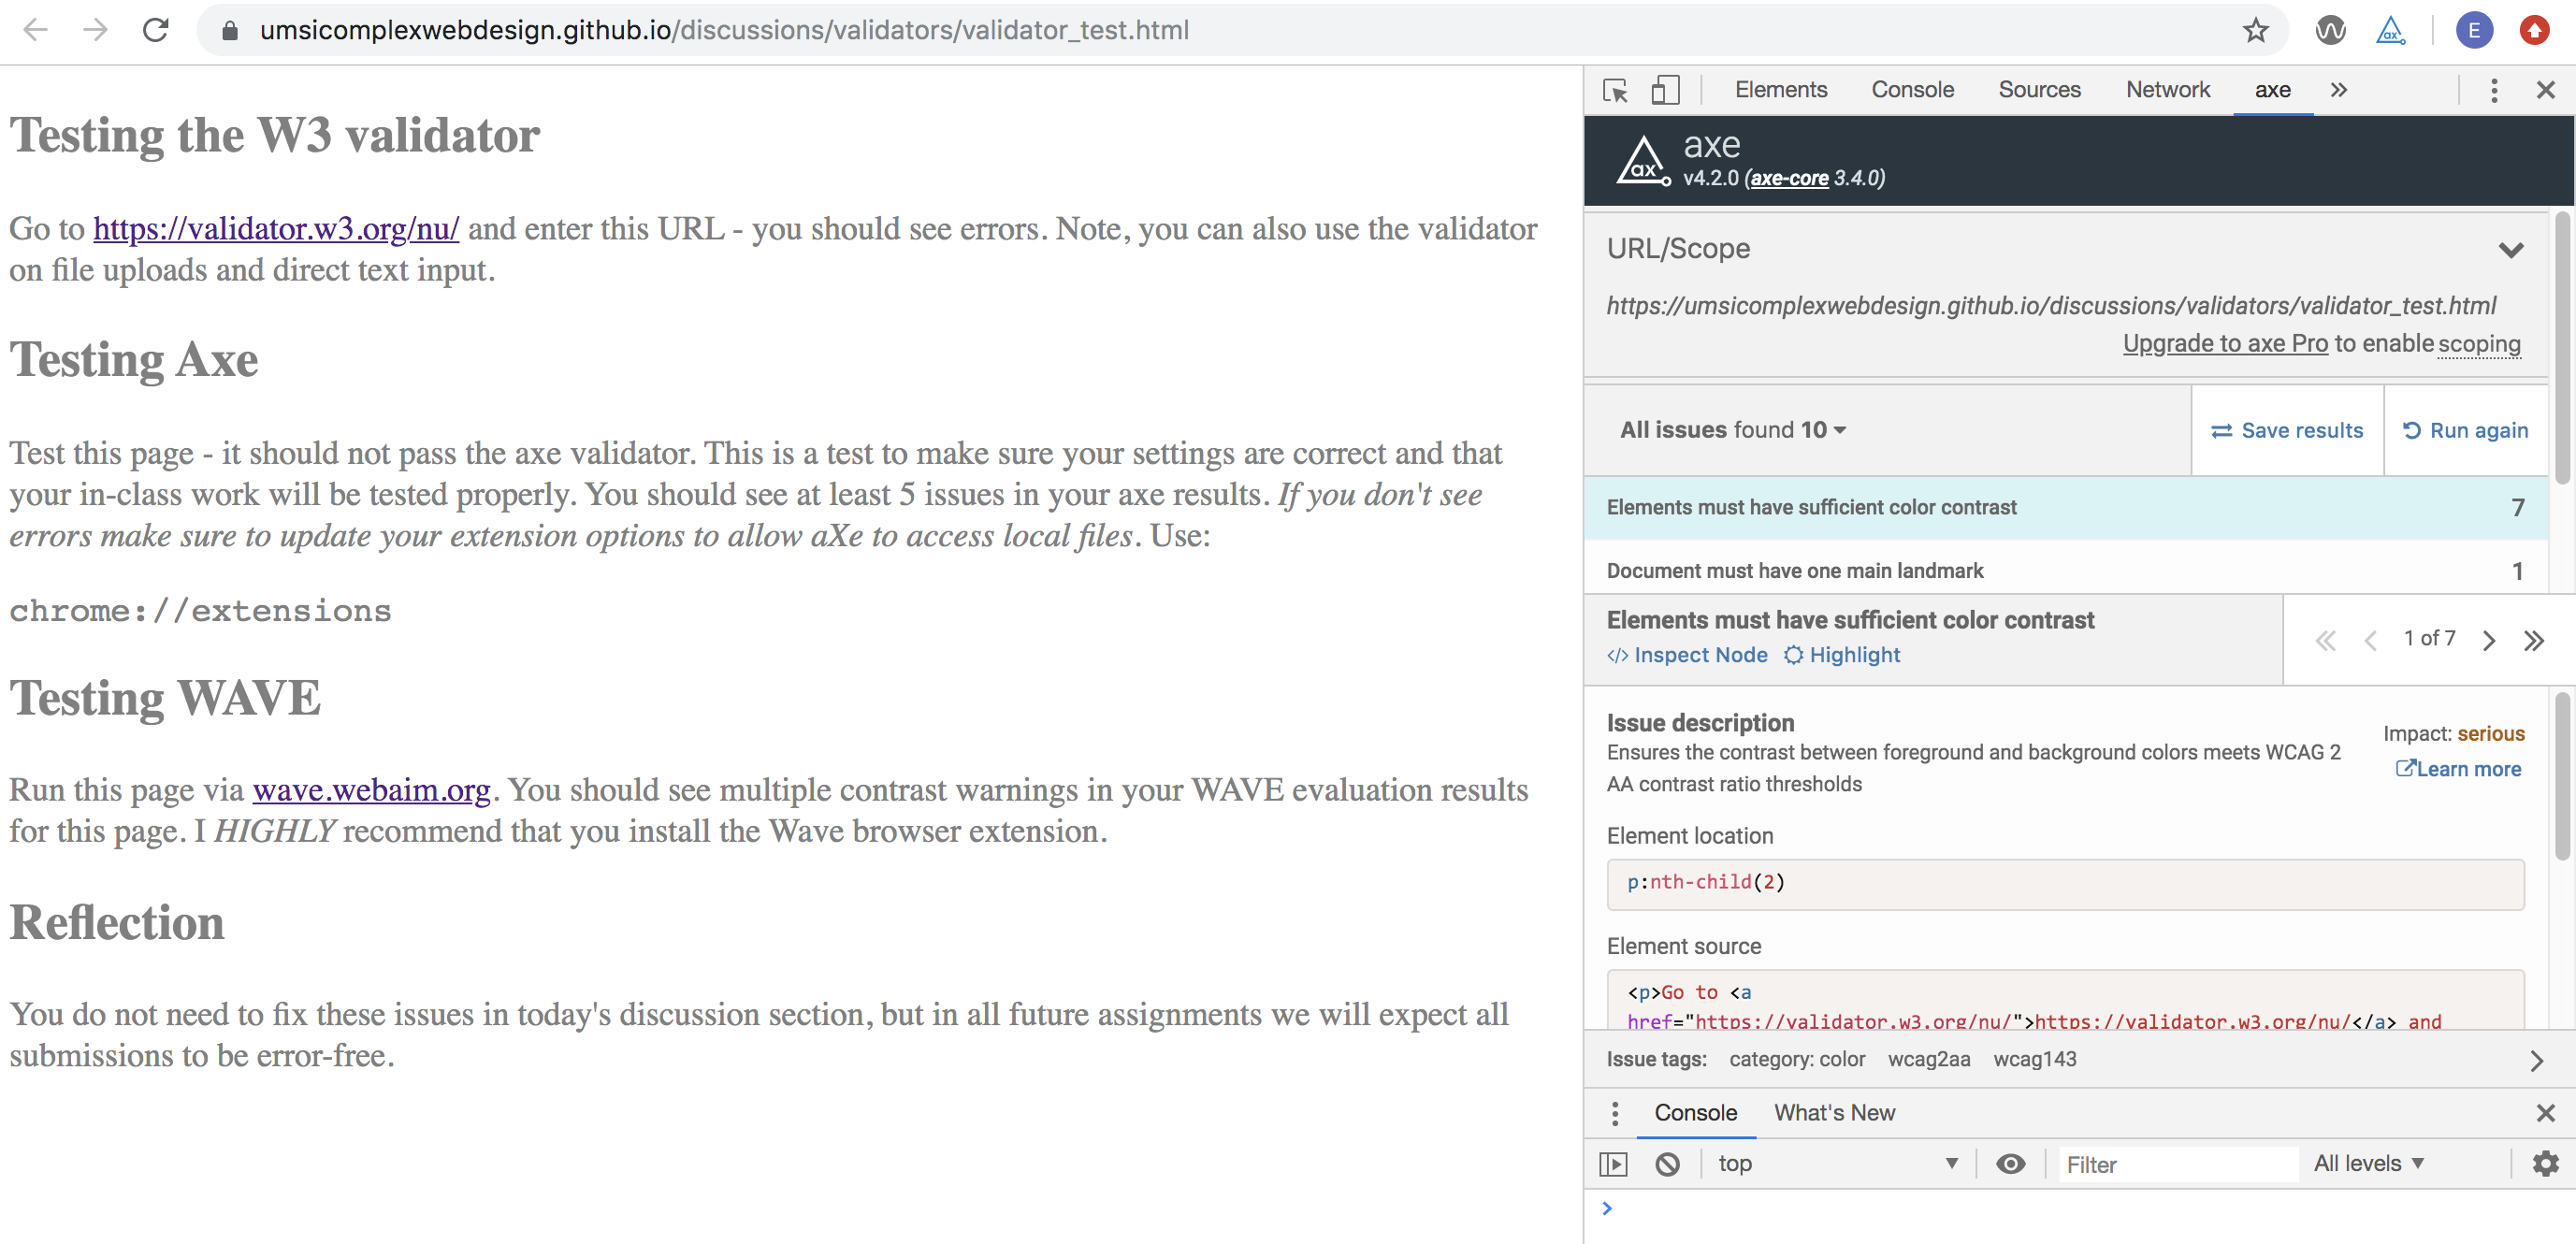 umsicomplexwebdesign.github.io/discussions/validators/validator_test.html
ax
E
Testing the W3 validator
Go to https://validator.w3.org/nu/ and enter this URL - you should see errors. Note, you can also use the validator
on file uploads and direct text input.
Testing Axe
Test this page - it should not pass the axe validator. This is a test to make sure your settings are correct and that
your in-class work will be tested properly. You should see at least 5 issues in your axe results. If you don't see
errors make sure to update your extension options to allow aXe to access local files. Use:
chrome://extensions
Testing WAVE
Run this page via wave.webaim.org. You should see multiple contrast warnings in your WAVE evaluation results
for this page. I HIGHLY recommend that you install the Wave browser extension.
Reflection
You do not need to fix these issues in today's discussion section, but in all future assignments we will expect all
submissions to be error-free.
Elements Console Sources Network axe »
ax
axe
v4.2.0 (axe-core 3.4.0)
URL/Scope
https://umsicomplexwebdesign.github.io/discussions/validators/validator_test.html
Upgrade to axe Pro to enable scoping
All issues found 10
Save results
Run again
Elements must have sufficient color contrast 7
Document must have one main landmark 1
Elements must have sufficient color contrast
</> Inspect Node Highlight
1 of 7
Issue description
Ensures the contrast between foreground and background colors meets WCAG 2
AA contrast ratio thresholds
Impact: serious
Learn more
Element location
p:nth-child(2)
Element source
<p>Go to <a
href="https://validator.w3.org/nu/">https://validator.w3.org/nu/</a> and
Issue tags: category: color wcag2aa wcag143
Console What's New
top Filter All levels